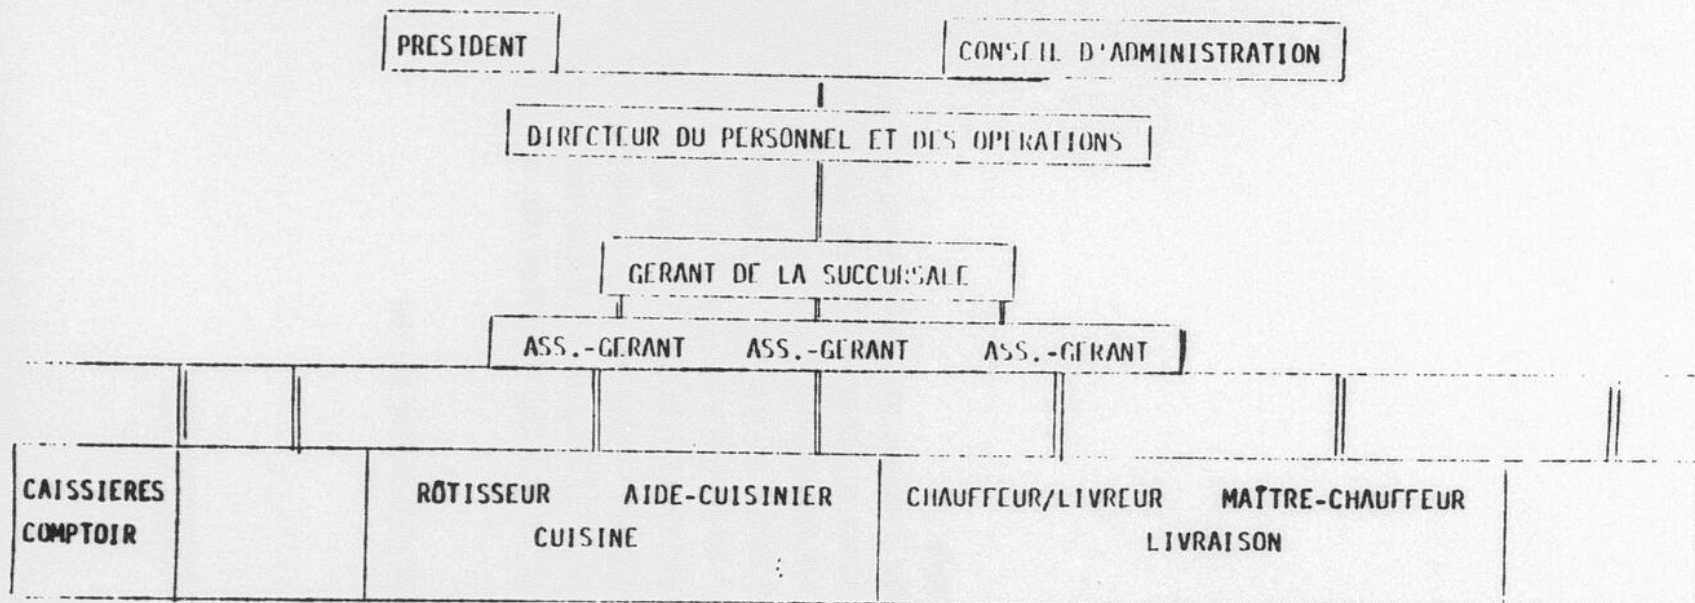 PRESIDENT CONSEIL D'ADMINISTRATION
DIRECTEUR DU PERSONNEL ET DES OPERATIONS
GERANT DE LA SUCCURSALE
ASS.-GERANT ASS.-GERANT ASS.-GERANT
CAISSIERES
COMPTOIR
RÔTISSEUR AIDE-CUISINIER
CUISINE
CHAUFFEUR/LIVREUR MAÎTRE-CHAUFFEUR
LIVRAISON